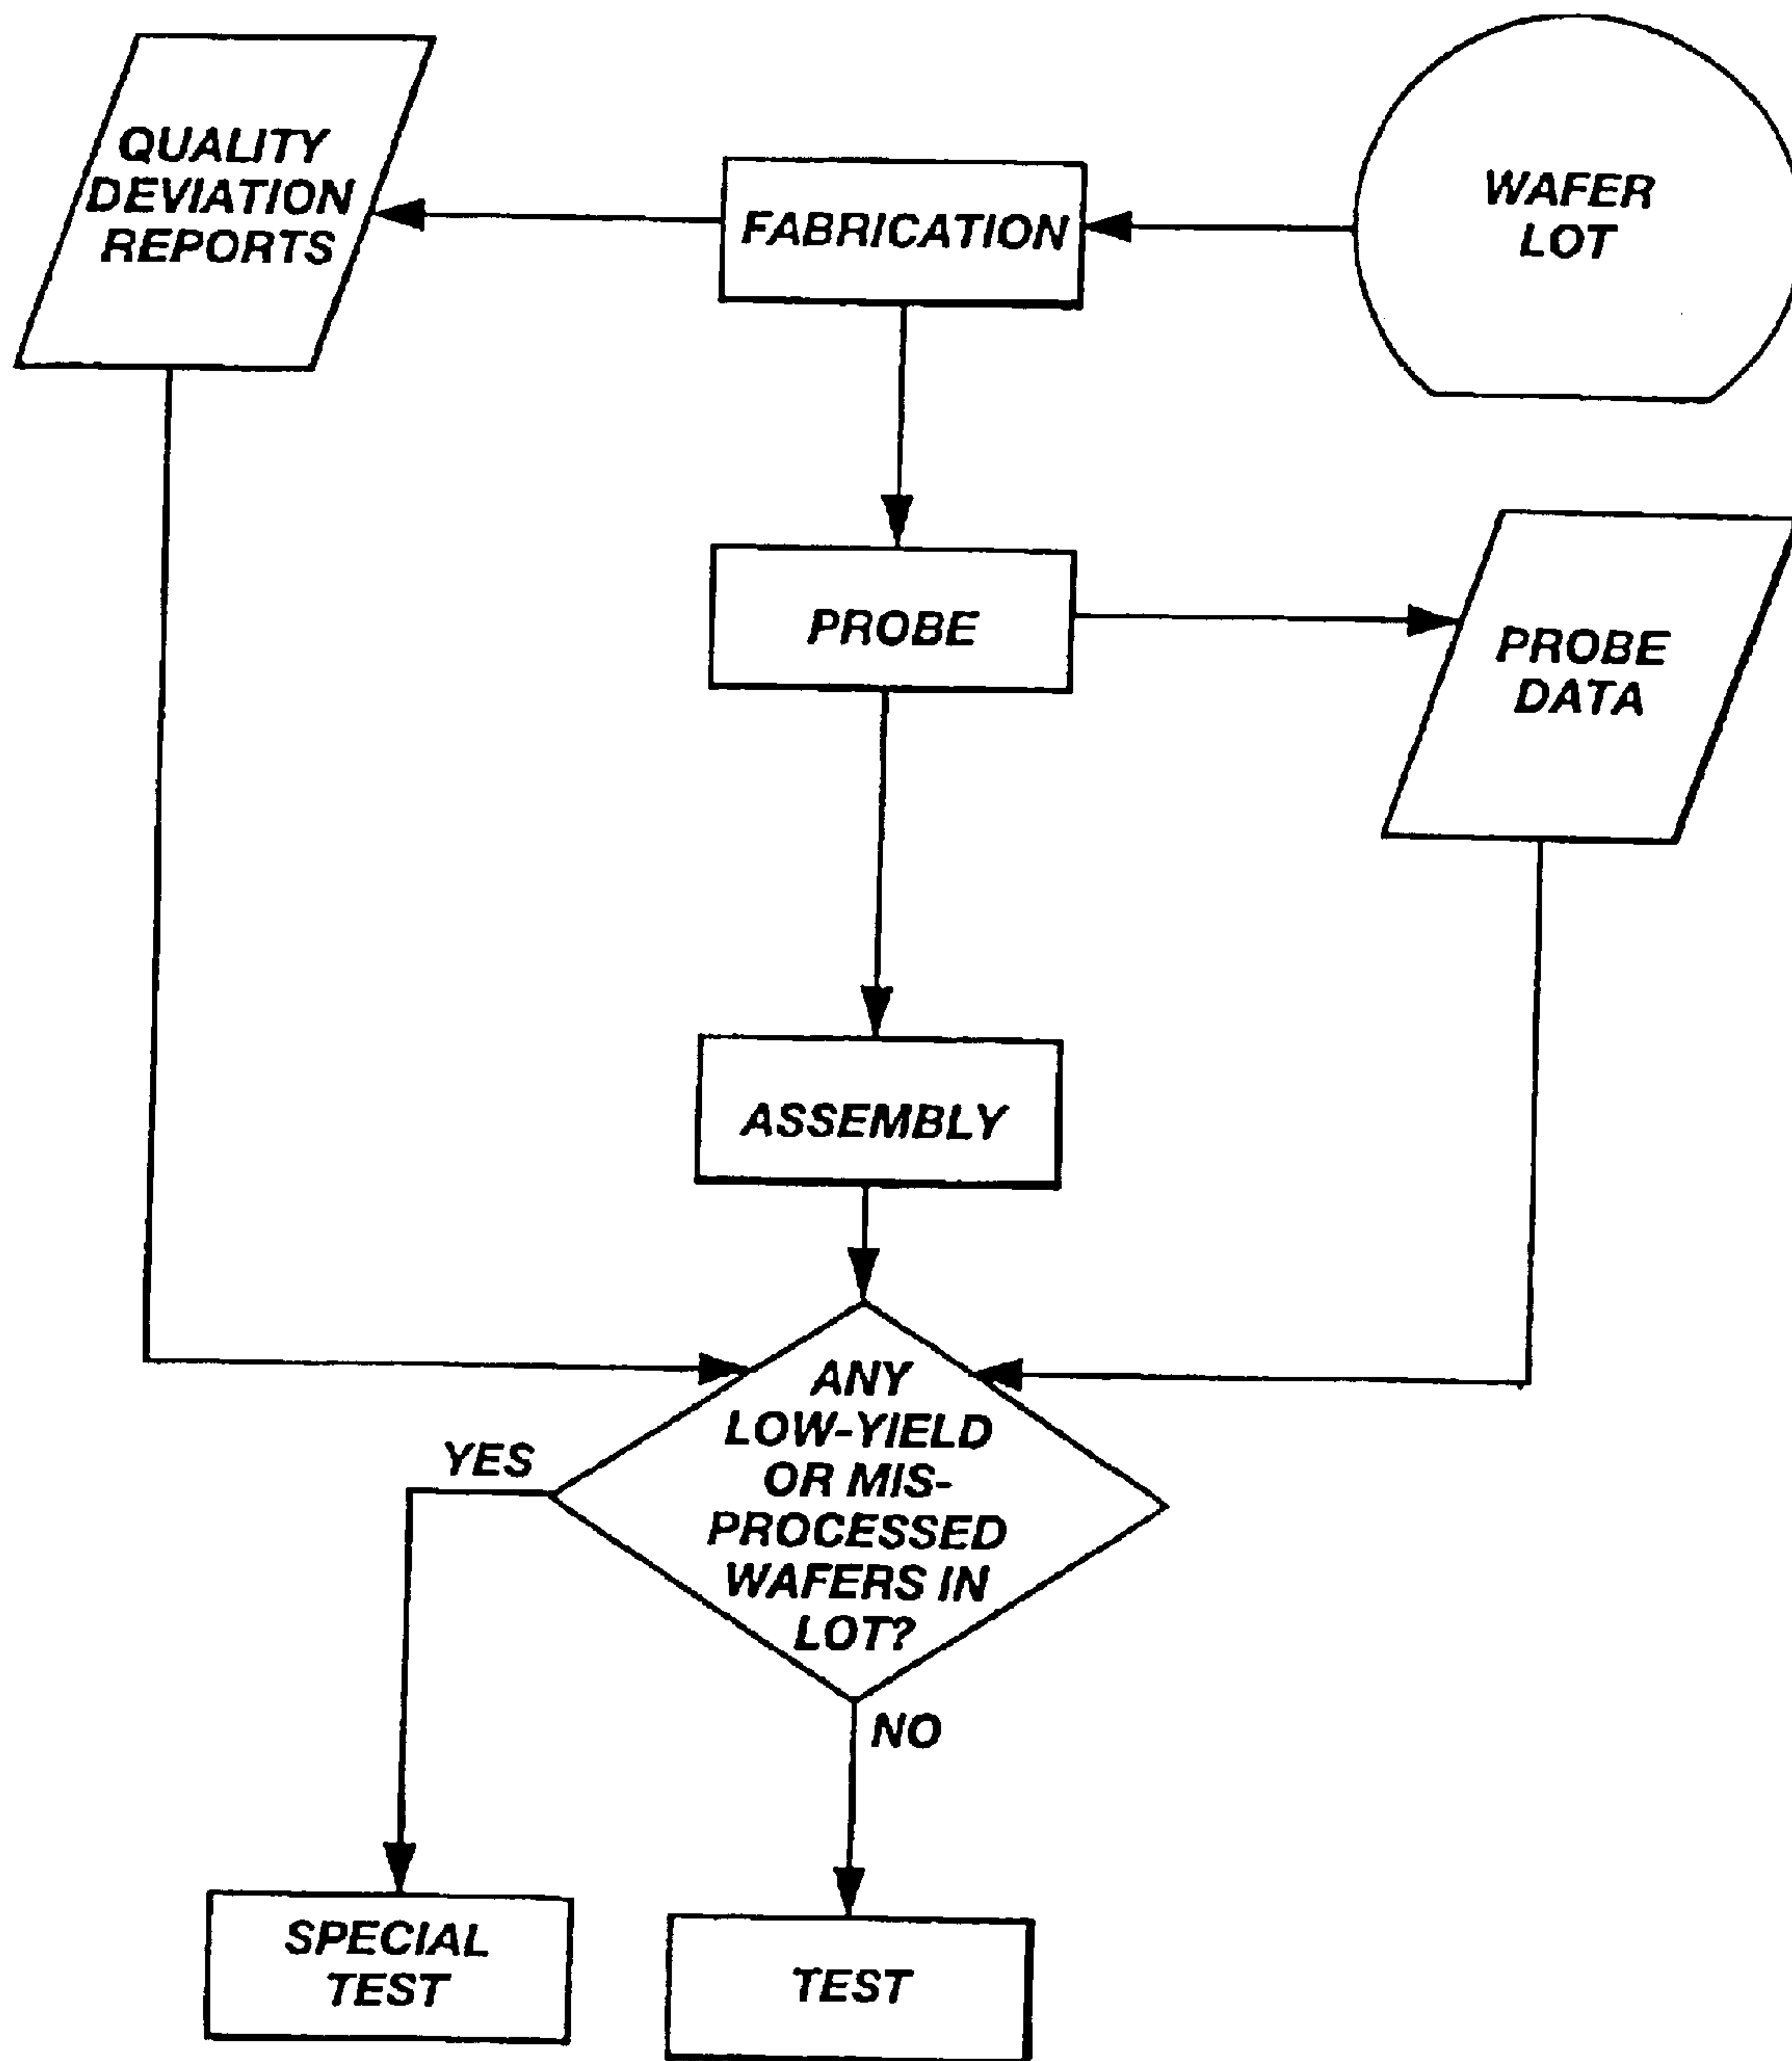 QUALITY
DEVIATION
REPORTS
FABRICATION
WAFER
LOT
PROBE
PROBE
DATA
ASSEMBLY
ANY
LOW-YIELD
OR MIS-
PROCESSED
WAFERS IN
LOT?
YES
NO
SPECIAL
TEST
TEST